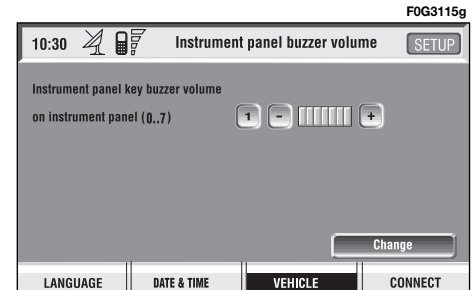 F0G3115g
10:30 Instrument panel buzzer volume SETUP
Instrument panel key buzzer volume
on instrument panel (0..7) 1 - +
Change
LANGUAGE DATE & TIME VEHICLE CONNECT